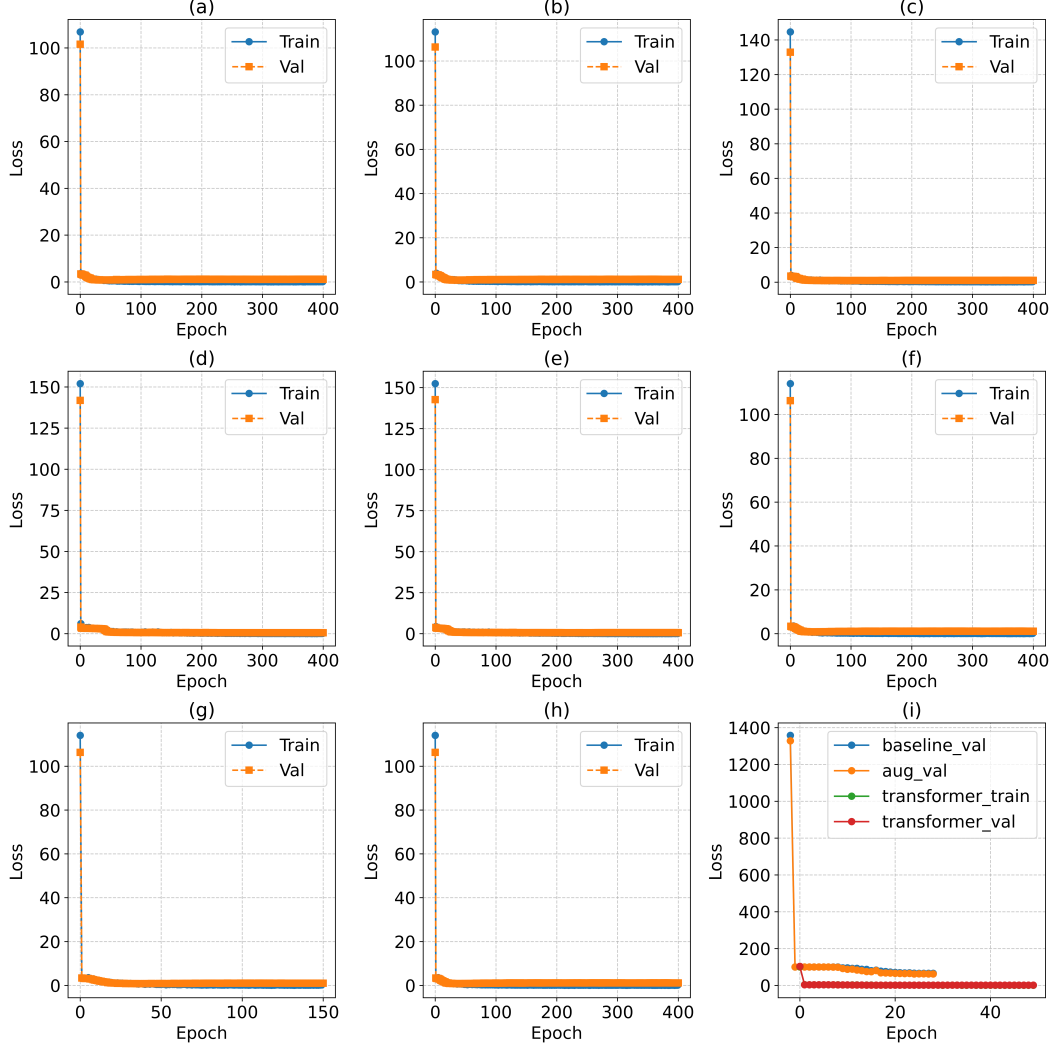 (a)
100
80
60
40
20
0
Loss
Train
Val
0 100 200 300 400
Epoch
(b)
100
80
60
40
20
0
Loss
Train
Val
0 100 200 300 400
Epoch
(c)
140
120
100
80
60
40
20
0
Loss
Train
Val
0 100 200 300 400
Epoch
(d)
150
125
100
75
50
25
0
Loss
Train
Val
0 100 200 300 400
Epoch
(e)
150
125
100
75
50
25
0
Loss
Train
Val
0 100 200 300 400
Epoch
(f)
100
80
60
40
20
0
Loss
Train
Val
0 100 200 300 400
Epoch
(g)
100
80
60
40
20
0
Loss
Train
Val
0 50 100 150
Epoch
(h)
100
80
60
40
20
0
Loss
Train
Val
0 100 200 300 400
Epoch
(i)
1400
1200
1000
800
600
400
200
0
Loss
baseline_val
aug_val
transformer_train
transformer_val
0 20 40
Epoch